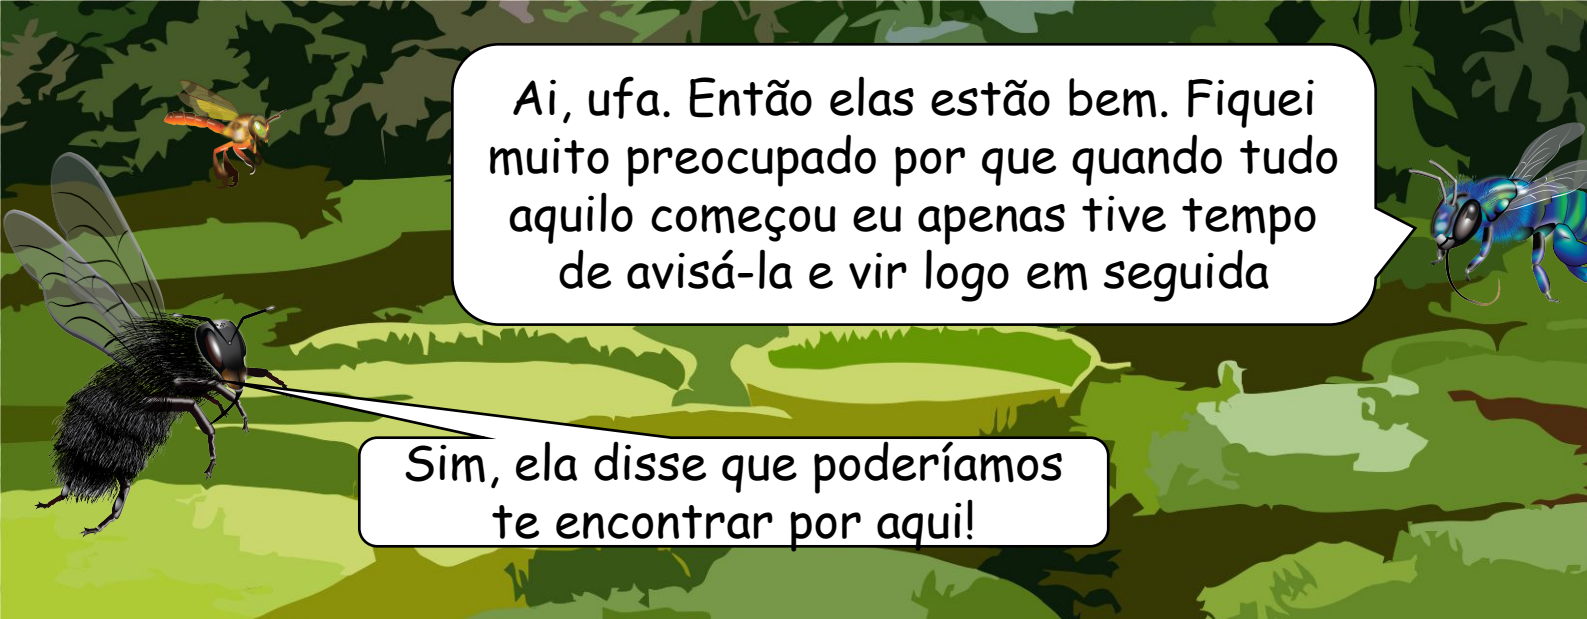 Ai, ufa. Então elas estão bem. Fiquei
muito preocupado por que quando tudo
aquilo começou eu apenas tive tempo
de avisá-la e vir logo em seguida
Sim, ela disse que poderíamos
te encontrar por aqui!